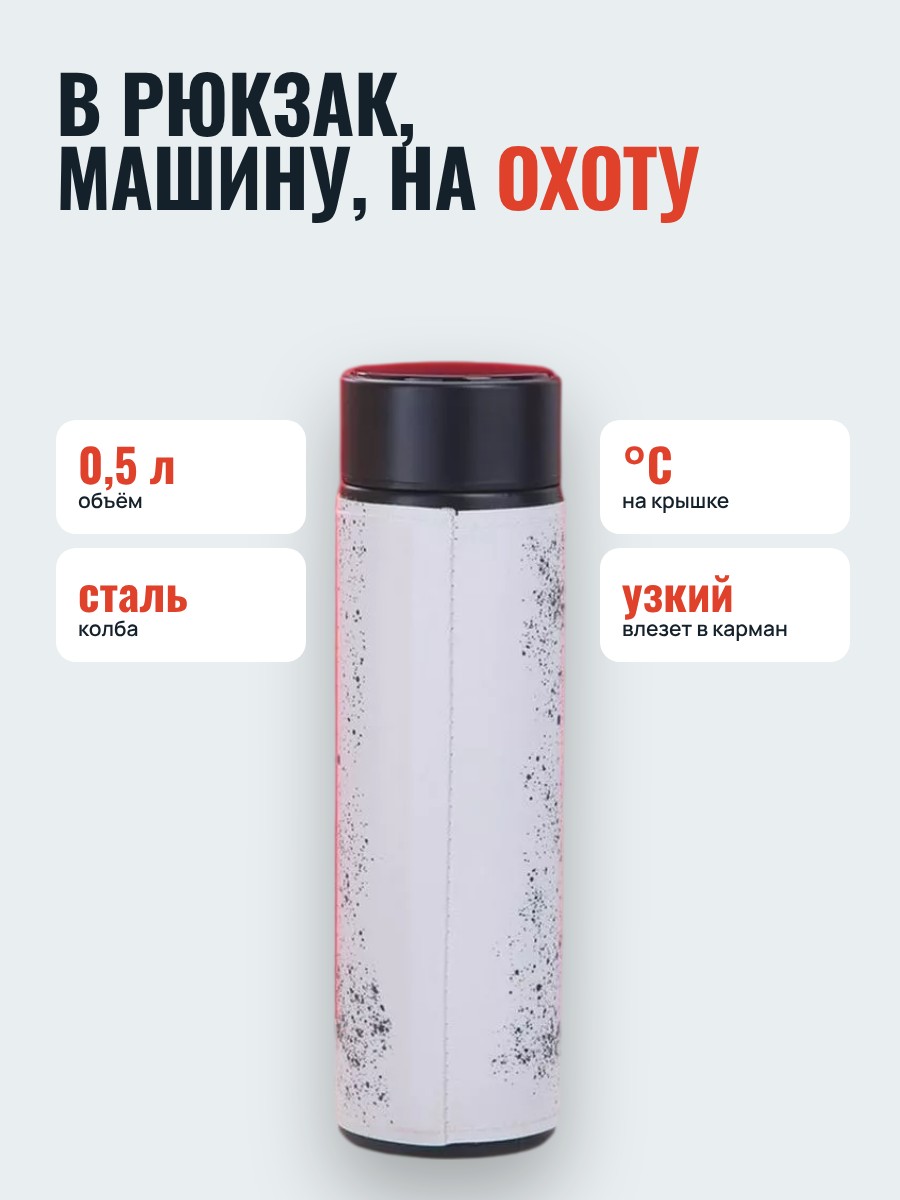 В РЮКЗАК,
МАШИНУ, НА ОХОТУ
0,5 л
объём
сталь
колба
°C
на крышке
узкий
влезет в карман